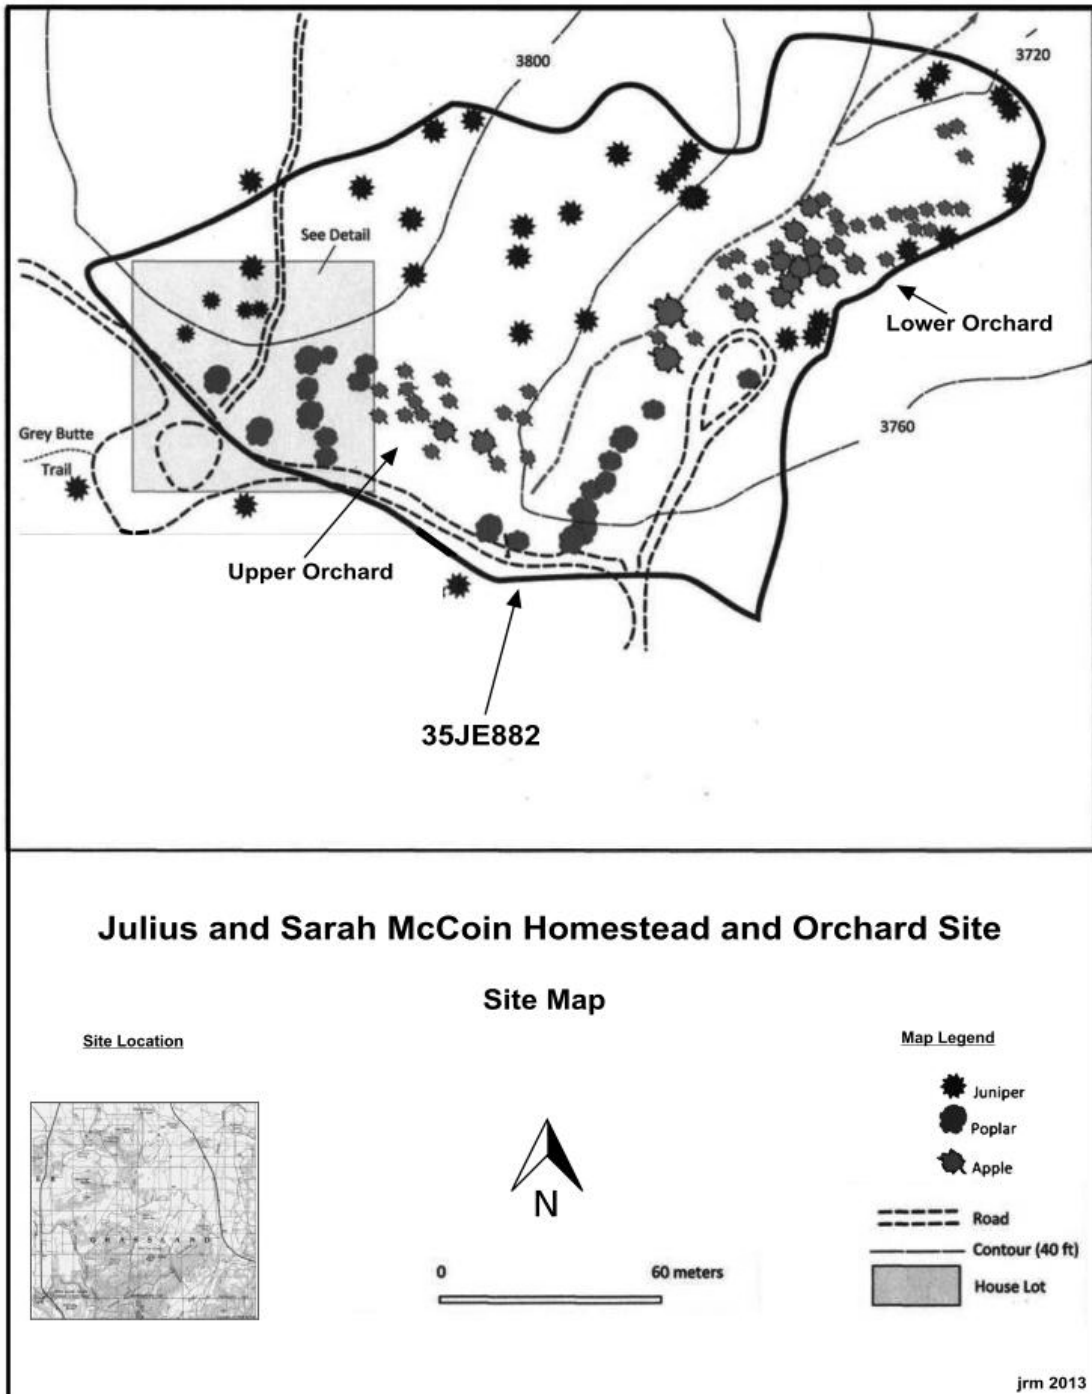 3800
3720
See Detail
Lower Orchard
3760
Grey Butte
Trail
Upper Orchard
35JE882
Julius and Sarah McCoin Homestead and Orchard Site
Site Map
Site Location
Map Legend
Juniper
Poplar
Apple
Road
Contour (40 ft)
House Lot
GRASSLAND
N
0 60 meters
jrm 2013